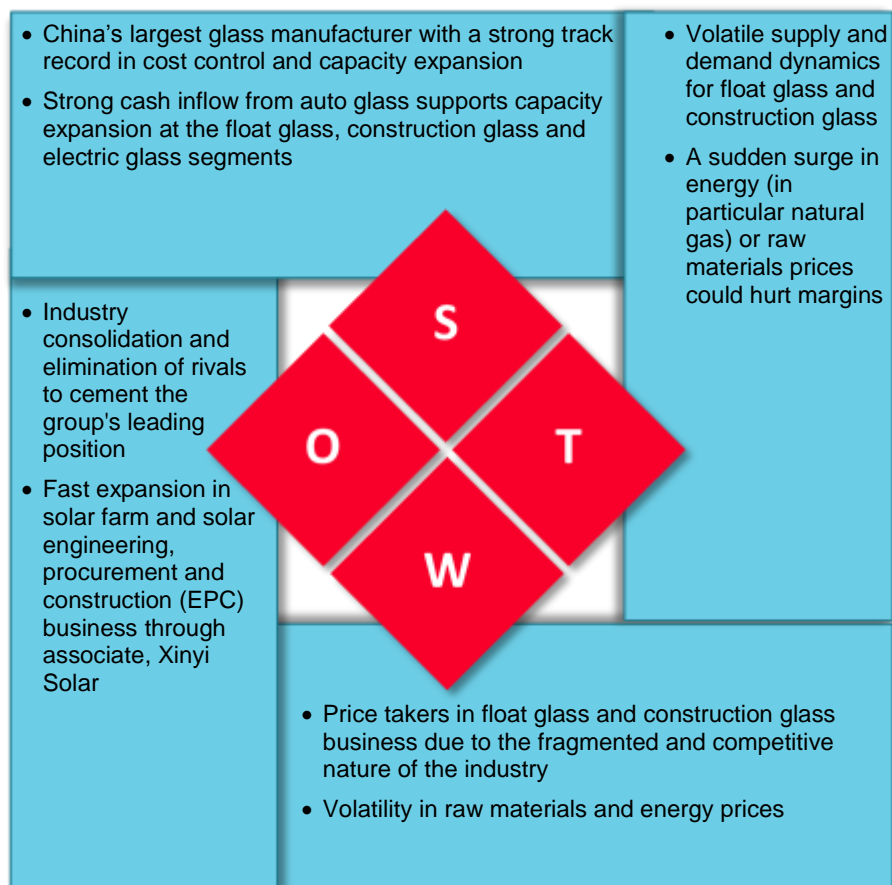 • China's largest glass manufacturer with a strong track
record in cost control and capacity expansion
• Strong cash inflow from auto glass supports capacity
expansion at the float glass, construction glass and
electric glass segments
• Volatile supply and
demand dynamics
for float glass and
construction glass
• A sudden surge in
energy (in
particular natural
gas) or raw
materials prices
could hurt margins
• Industry
consolidation and
elimination of rivals
to cement the
group's leading
position
• Fast expansion in
solar farm and solar
engineering,
procurement and
construction (EPC)
business through
associate, Xinyi
Solar
S
O
T
W
• Price takers in float glass and construction glass
business due to the fragmented and competitive
nature of the industry
• Volatility in raw materials and energy prices